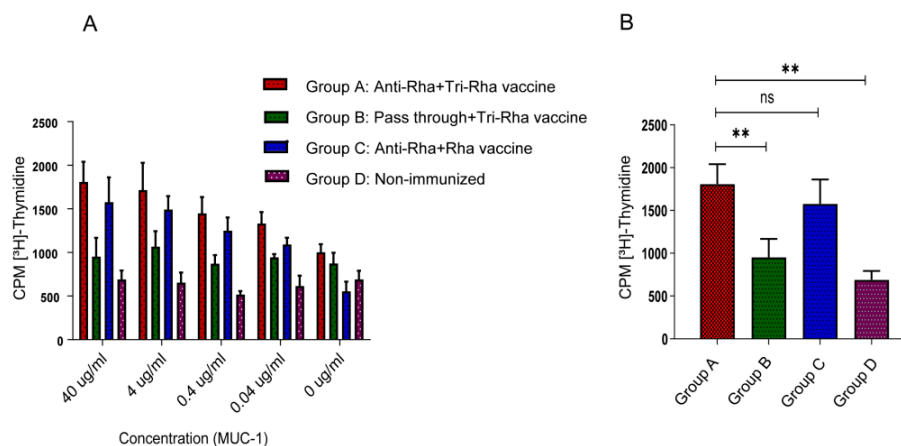 A
Group A: Anti-Rha+Tri-Rha vaccine
Group B: Pass through+Tri-Rha vaccine
Group C: Anti-Rha+Rha vaccine
Group D: Non-immunized
CPM [³H]-Thymidine
2500
2000
1500
1000
500
0
40 ug/ml
4 ug/ml
0.4 ug/ml
0.04 ug/ml
0 ug/ml
Concentration (MUC-1)
B
**
ns
**
CPM [³H]-Thymidine
2500
2000
1500
1000
500
0
Group A
Group B
Group C
Group D